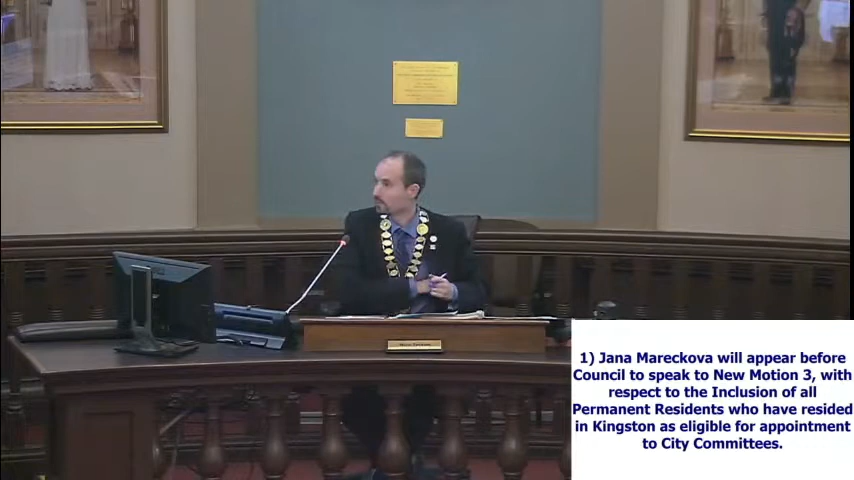 1) Jana Mareckova will appear before
Council to speak to New Motion 3, with
respect to the Inclusion of all
Permanent Residents who have resided
in Kingston as eligible for appointment
to City Committees.